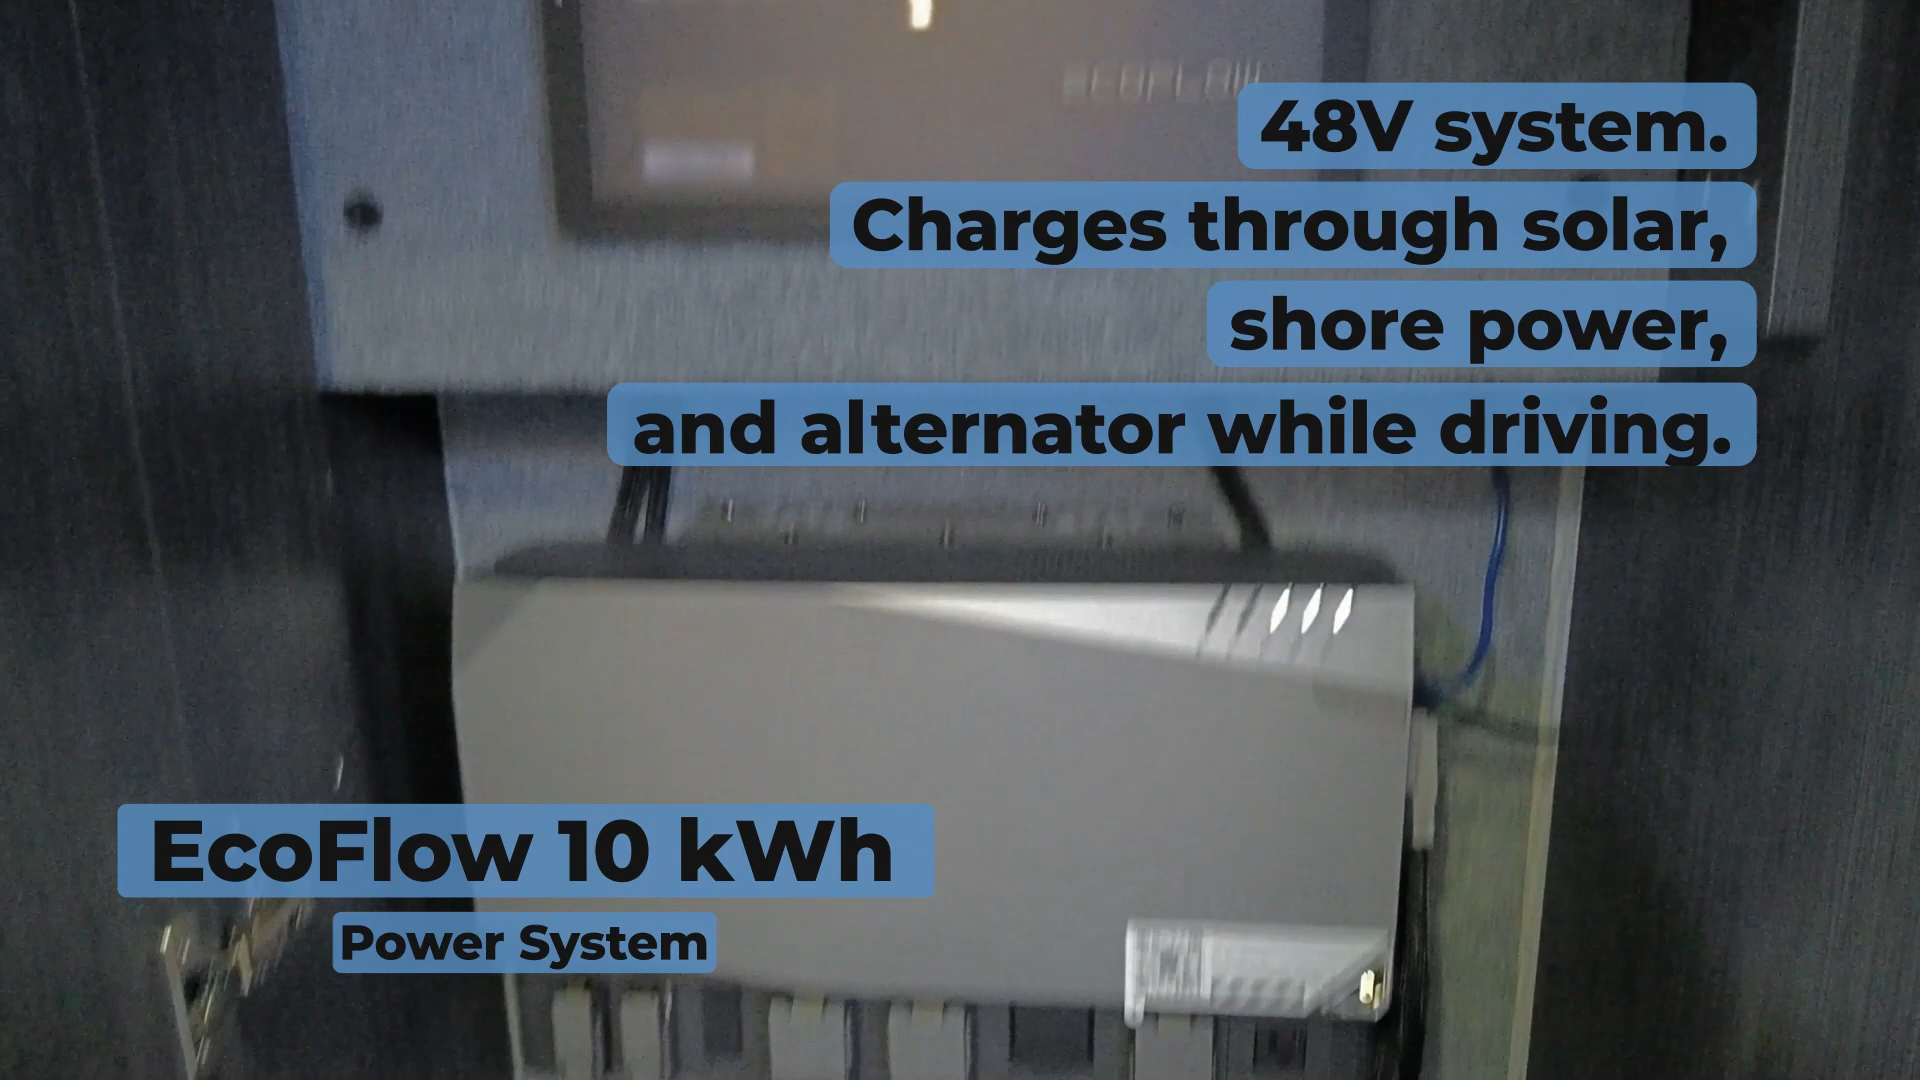 48V system.
Charges through solar,
shore power,
and alternator while driving.
EcoFlow 10 kWh
Power System